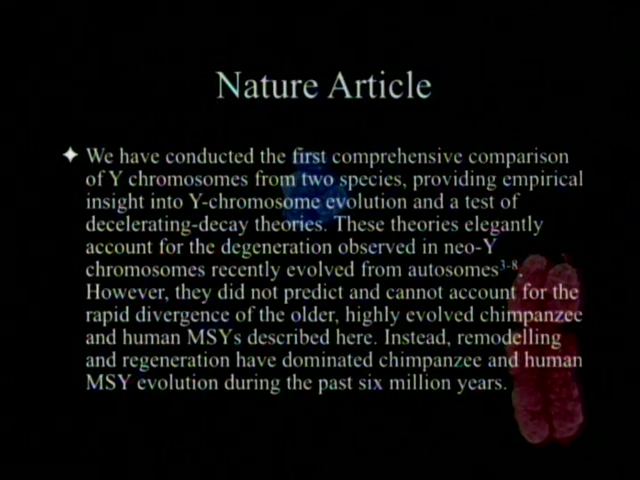 Nature Article
✦ We have conducted the first comprehensive comparison
of Y chromosomes from two species, providing empirical
insight into Y-chromosome evolution and a test of
decelerating-decay theories. These theories elegantly
account for the degeneration observed in neo-Y
chromosomes recently evolved from autosomes³⁻⁸.
However, they did not predict and cannot account for the
rapid divergence of the older, highly evolved chimpanzee
and human MSYs described here. Instead, remodelling
and regeneration have dominated chimpanzee and human
MSY evolution during the past six million years.